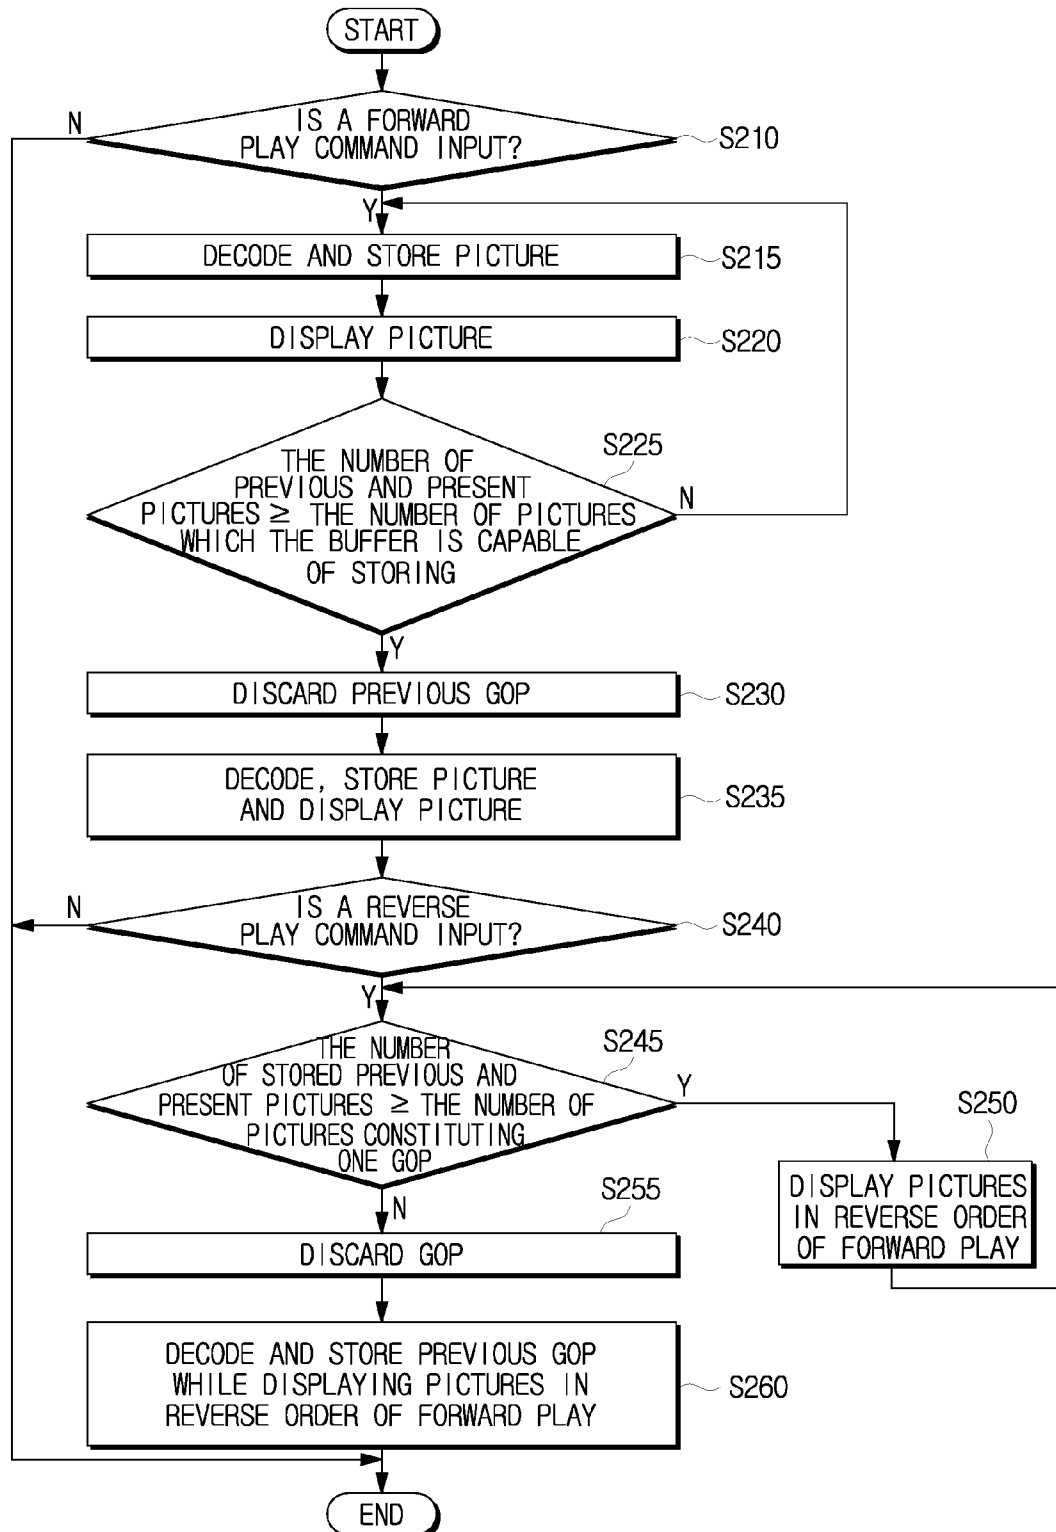 START
N
IS A FORWARD
PLAY COMMAND INPUT?
S210
Y
DECODE AND STORE PICTURE
S215
DISPLAY PICTURE
S220
S225
THE NUMBER OF
PREVIOUS AND PRESENT
PICTURES ≥ THE NUMBER OF PICTURES
WHICH THE BUFFER IS CAPABLE
OF STORING
N
Y
DISCARD PREVIOUS GOP
S230
DECODE, STORE PICTURE
AND DISPLAY PICTURE
S235
N
IS A REVERSE
PLAY COMMAND INPUT?
S240
Y
S245
THE NUMBER
OF STORED PREVIOUS AND
PRESENT PICTURES ≥ THE NUMBER OF
PICTURES CONSTITUTING
ONE GOP
Y
S250
DISPLAY PICTURES
IN REVERSE ORDER
OF FORWARD PLAY
N
S255
DISCARD GOP
DECODE AND STORE PREVIOUS GOP
WHILE DISPLAYING PICTURES IN
REVERSE ORDER OF FORWARD PLAY
S260
END